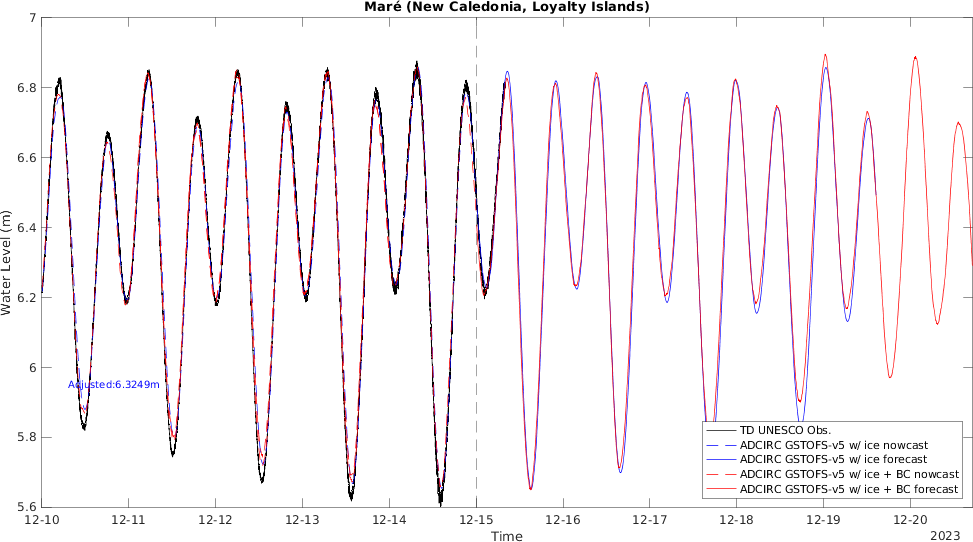 Maré (New Caledonia, Loyalty Islands)
7
6.8
6.6
6.4
6.2
6
5.8
5.6
Water Level (m)
Adjusted:6.3249m
TD UNESCO Obs.
ADCIRC GSTOFS-v5 w/ ice nowcast
ADCIRC GSTOFS-v5 w/ ice forecast
ADCIRC GSTOFS-v5 w/ ice + BC nowcast
ADCIRC GSTOFS-v5 w/ ice + BC forecast
12-10 12-11 12-12 12-13 12-14 12-15 12-16 12-17 12-18 12-19 12-20
Time
2023